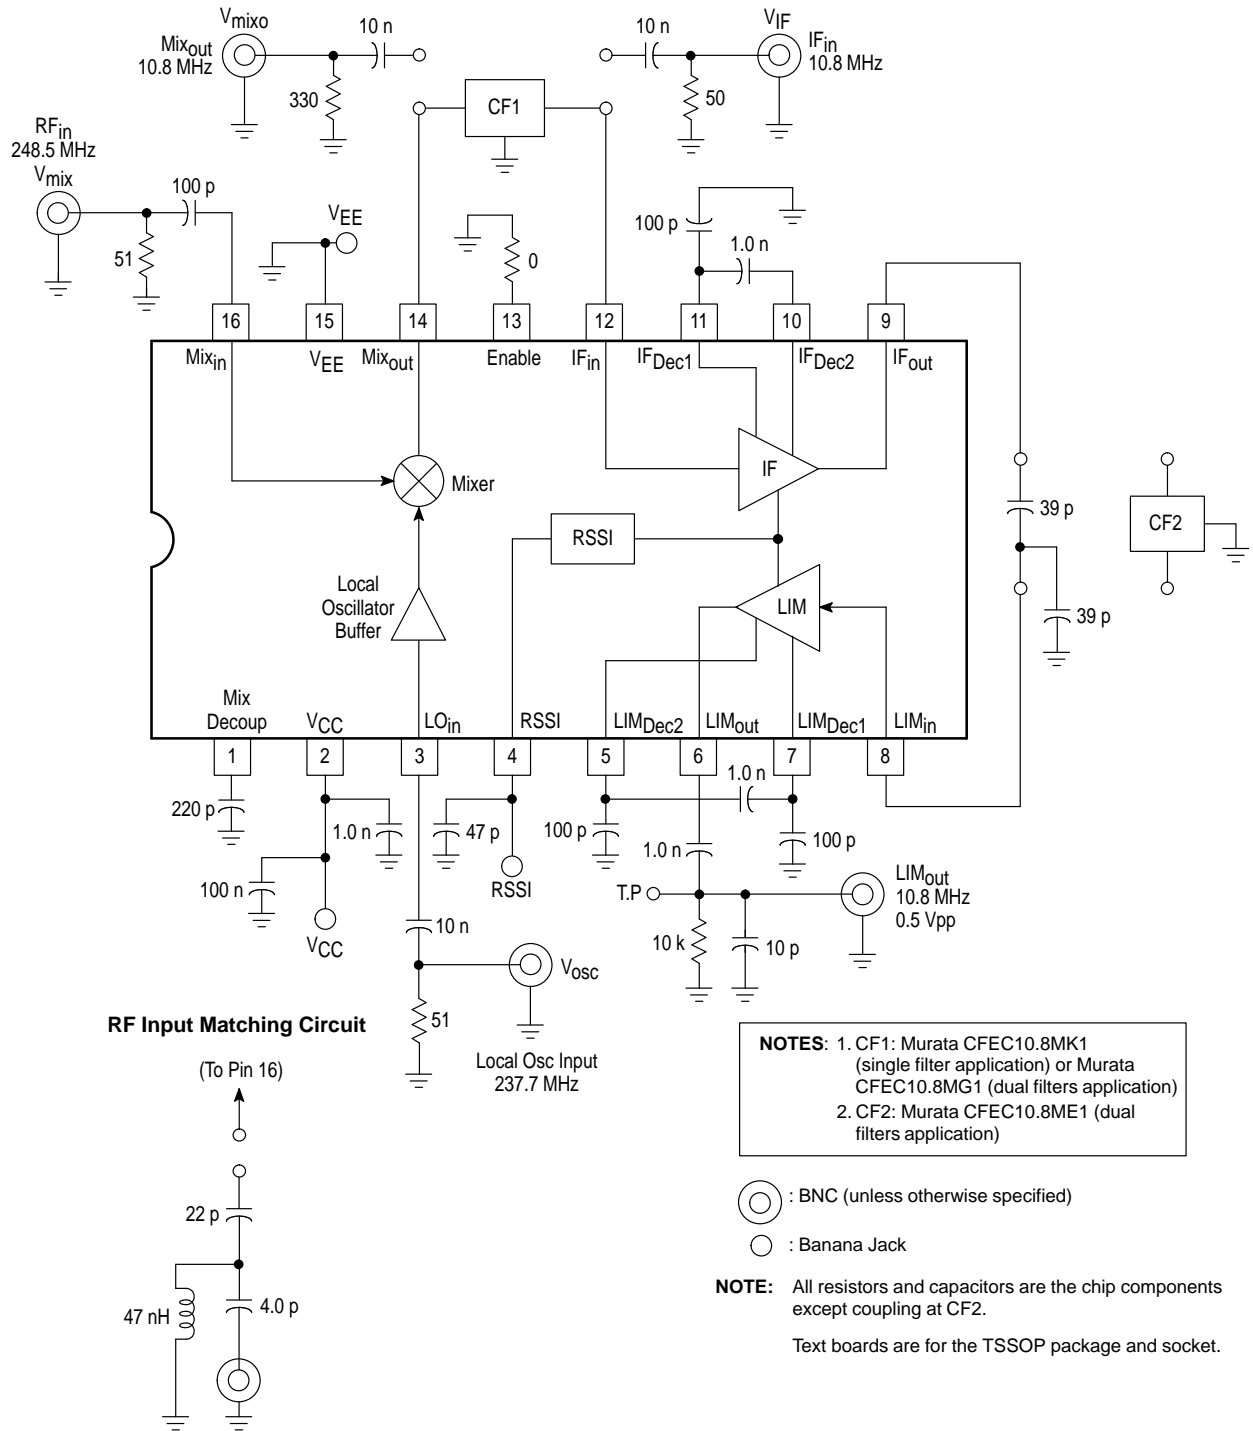 Vmixo
Mixout
10.8 MHz
10 n
330
10 n
VIF
IFin
10.8 MHz
50
CF1
RFin
248.5 MHz
Vmix
100 p
51
VEE
0
100 p
1.0 n
16
15
14
13
12
11
10
9
Mixin
VEE
Mixout
Enable
IFin
IFDec1
IFDec2
IFout
IF
Mixer
RSSI
39 p
CF2
39 p
Local
Oscillator
Buffer
LIM
Mix
Decoup
VCC
LOin
RSSI
LIMDec2
LIMout
LIMDec1
LIMin
1
2
3
4
5
6
7
8
220 p
1.0 n
100 n
VCC
47 p
RSSI
1.0 n
100 p
1.0 n
100 p
T.P
LIMout
10.8 MHz
0.5 Vpp
10 k
10 p
10 n
Vosc
51
Local Osc Input
237.7 MHz
RF Input Matching Circuit
(To Pin 16)
22 p
47 nH
4.0 p
NOTES: 1. CF1: Murata CFEC10.8MK1
(single filter application) or Murata
CFEC10.8MG1 (dual filters application)
2. CF2: Murata CFEC10.8ME1 (dual
filters application)
: BNC (unless otherwise specified)
: Banana Jack
NOTE: All resistors and capacitors are the chip components
except coupling at CF2.
Text boards are for the TSSOP package and socket.